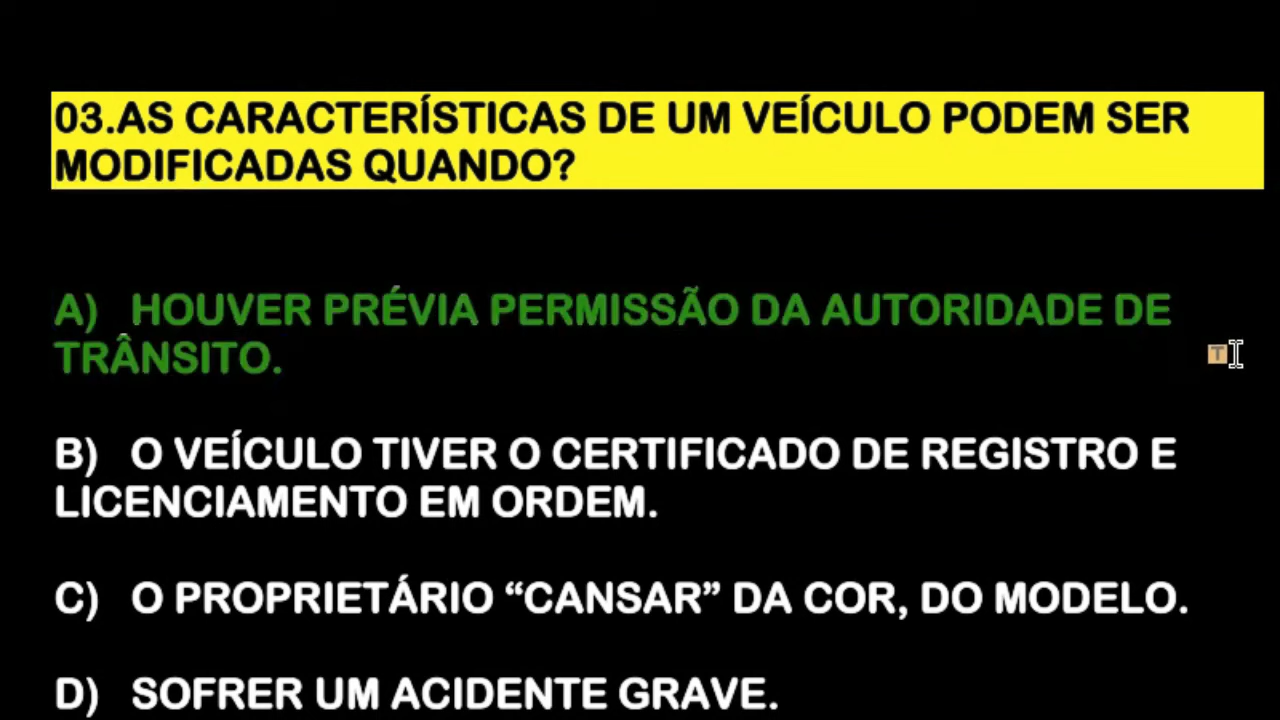 03.AS CARACTERÍSTICAS DE UM VEÍCULO PODEM SER
MODIFICADAS QUANDO?
A) HOUVER PRÉVIA PERMISSÃO DA AUTORIDADE DE
TRÂNSITO.
T
B) O VEÍCULO TIVER O CERTIFICADO DE REGISTRO E
LICENCIAMENTO EM ORDEM.
C) O PROPRIETÁRIO “CANSAR” DA COR, DO MODELO.
D) SOFRER UM ACIDENTE GRAVE.